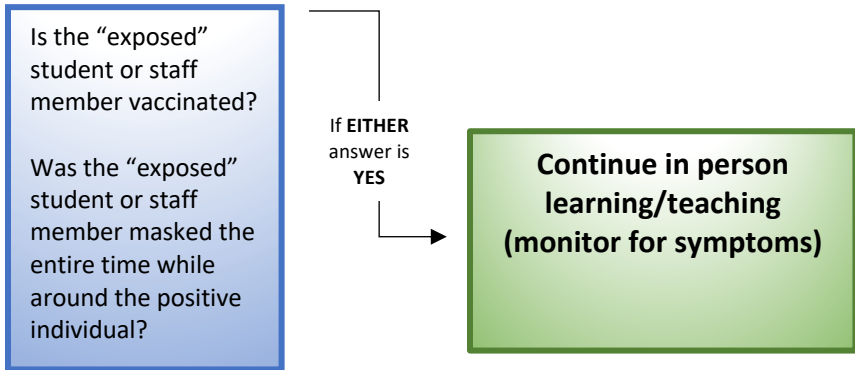 Is the “exposed”
student or staff
member vaccinated?
Was the “exposed”
student or staff
member masked the
entire time while
around the positive
individual?
If EITHER
answer is
YES
Continue in person
learning/teaching
(monitor for symptoms)